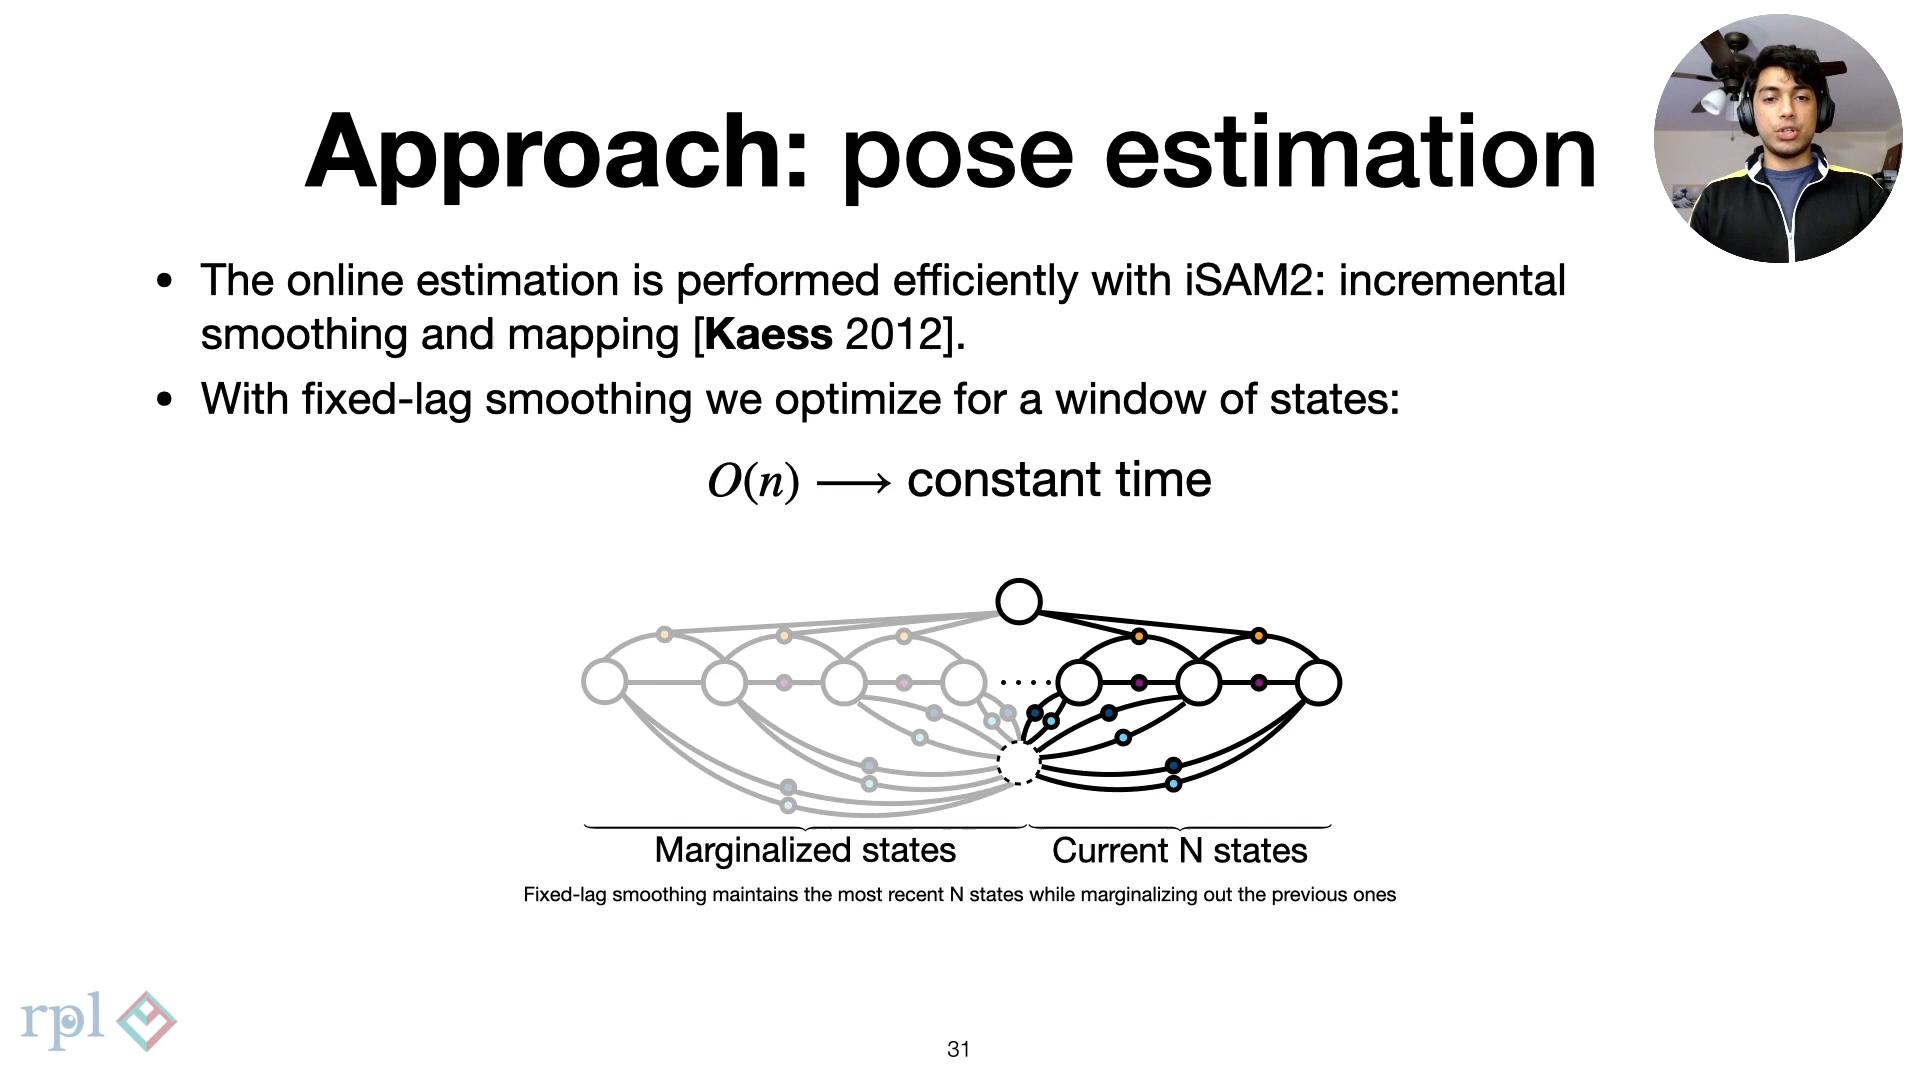 Approach: pose estimation
• The online estimation is performed efficiently with iSAM2: incremental
smoothing and mapping [Kaess 2012].
• With fixed-lag smoothing we optimize for a window of states:
O(n) ⟶ constant time
Marginalized states
Current N states
Fixed-lag smoothing maintains the most recent N states while marginalizing out the previous ones
rpl
31